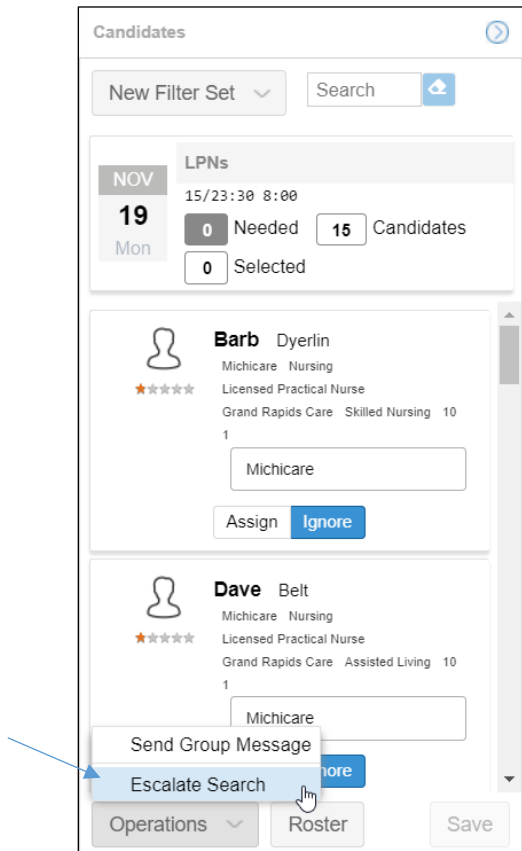 Candidates
New Filter Set
Search
LPNs
NOV
15/23:30 8:00
19
0 Needed 15 Candidates
Mon
0 Selected
Barb Dyerlin
Michicare Nursing
Licensed Practical Nurse
Grand Rapids Care Skilled Nursing 10
1
Michicare
Assign Ignore
Dave Belt
Michicare Nursing
Licensed Practical Nurse
Grand Rapids Care Assisted Living 10
1
Michicare
Send Group Message
nore
Escalate Search
Operations Roster Save